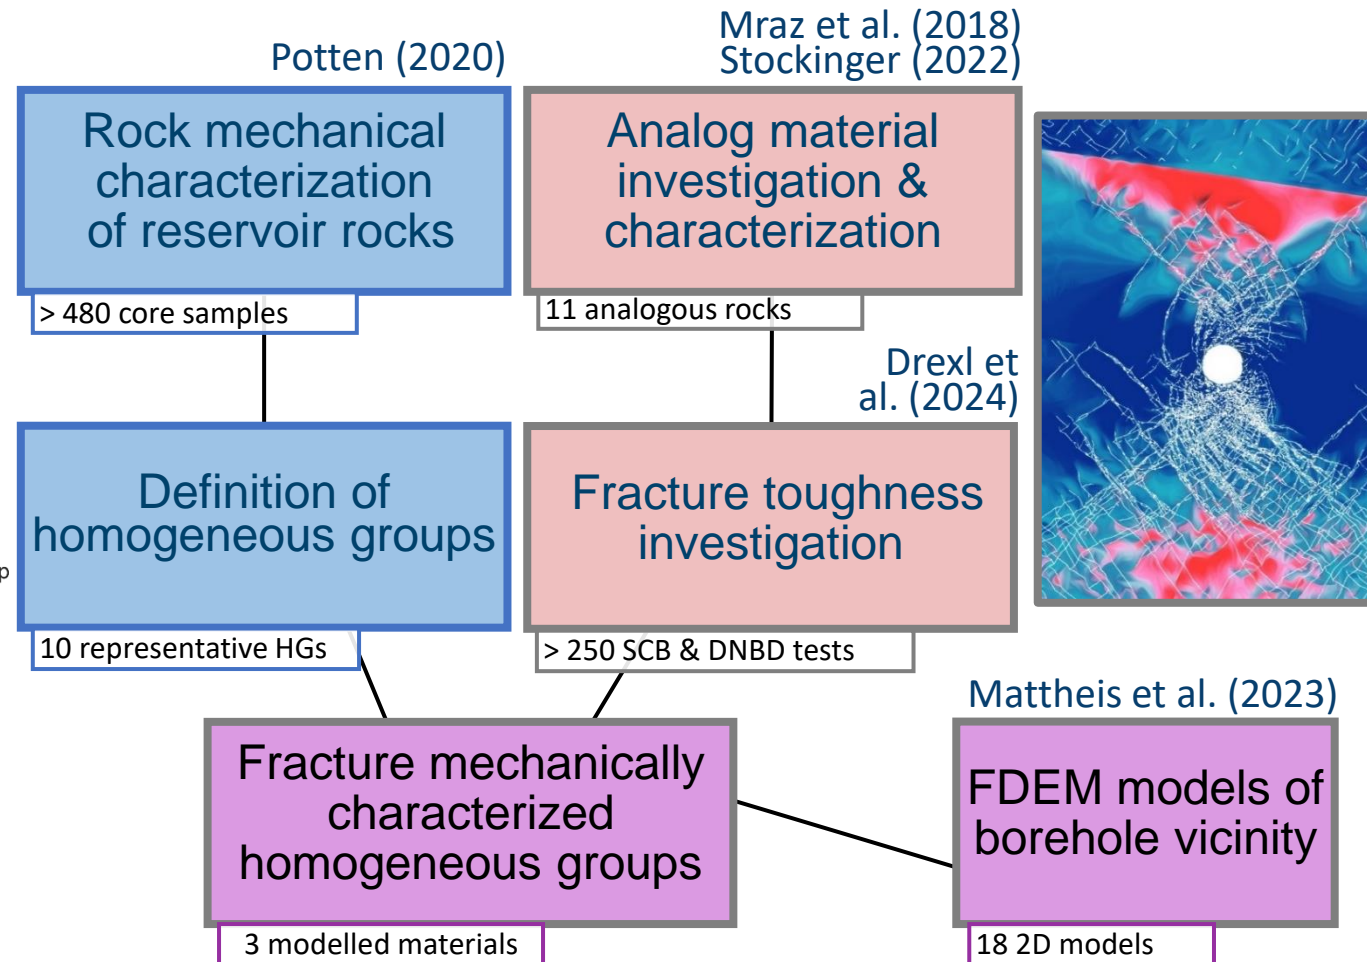 Potten (2020)
Rock mechanical
characterization
of reservoir rocks
> 480 core samples
Mraz et al. (2018)
Stockinger (2022)
Analog material
investigation &
characterization
11 analogous rocks
Definition of
homogeneous groups
10 representative HGs
p
Drexl et
al. (2024)
Fracture toughness
investigation
> 250 SCB & DNBD tests
Fracture mechanically
characterized
homogeneous groups
3 modelled materials
Mattheis et al. (2023)
FDEM models of
borehole vicinity
18 2D models